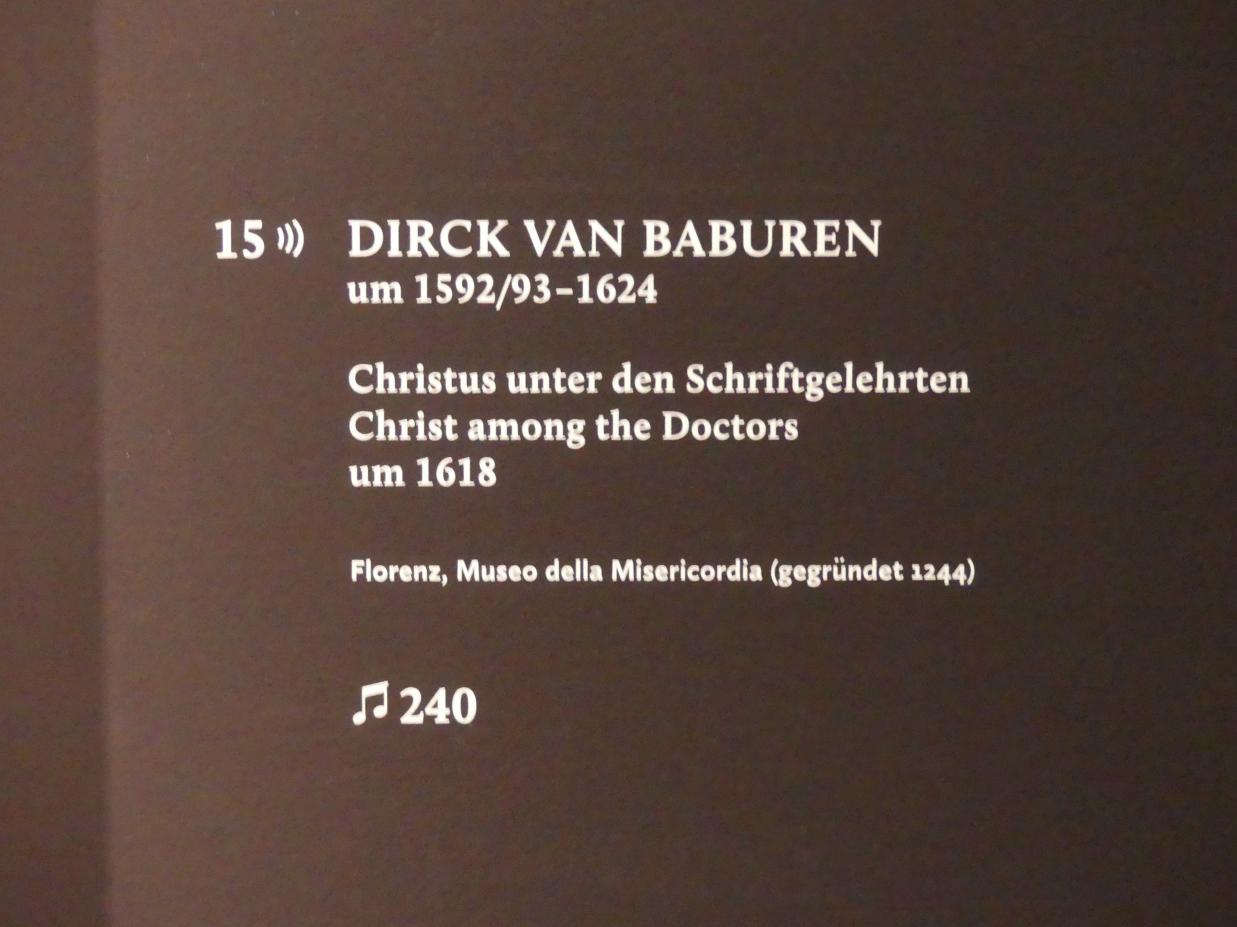 15 DIRCK VAN BABUREN
um 1592/93–1624
Christus unter den Schriftgelehrten
Christ among the Doctors
um 1618
Florenz, Museo della Misericordia (gegründet 1244)
♫ 240